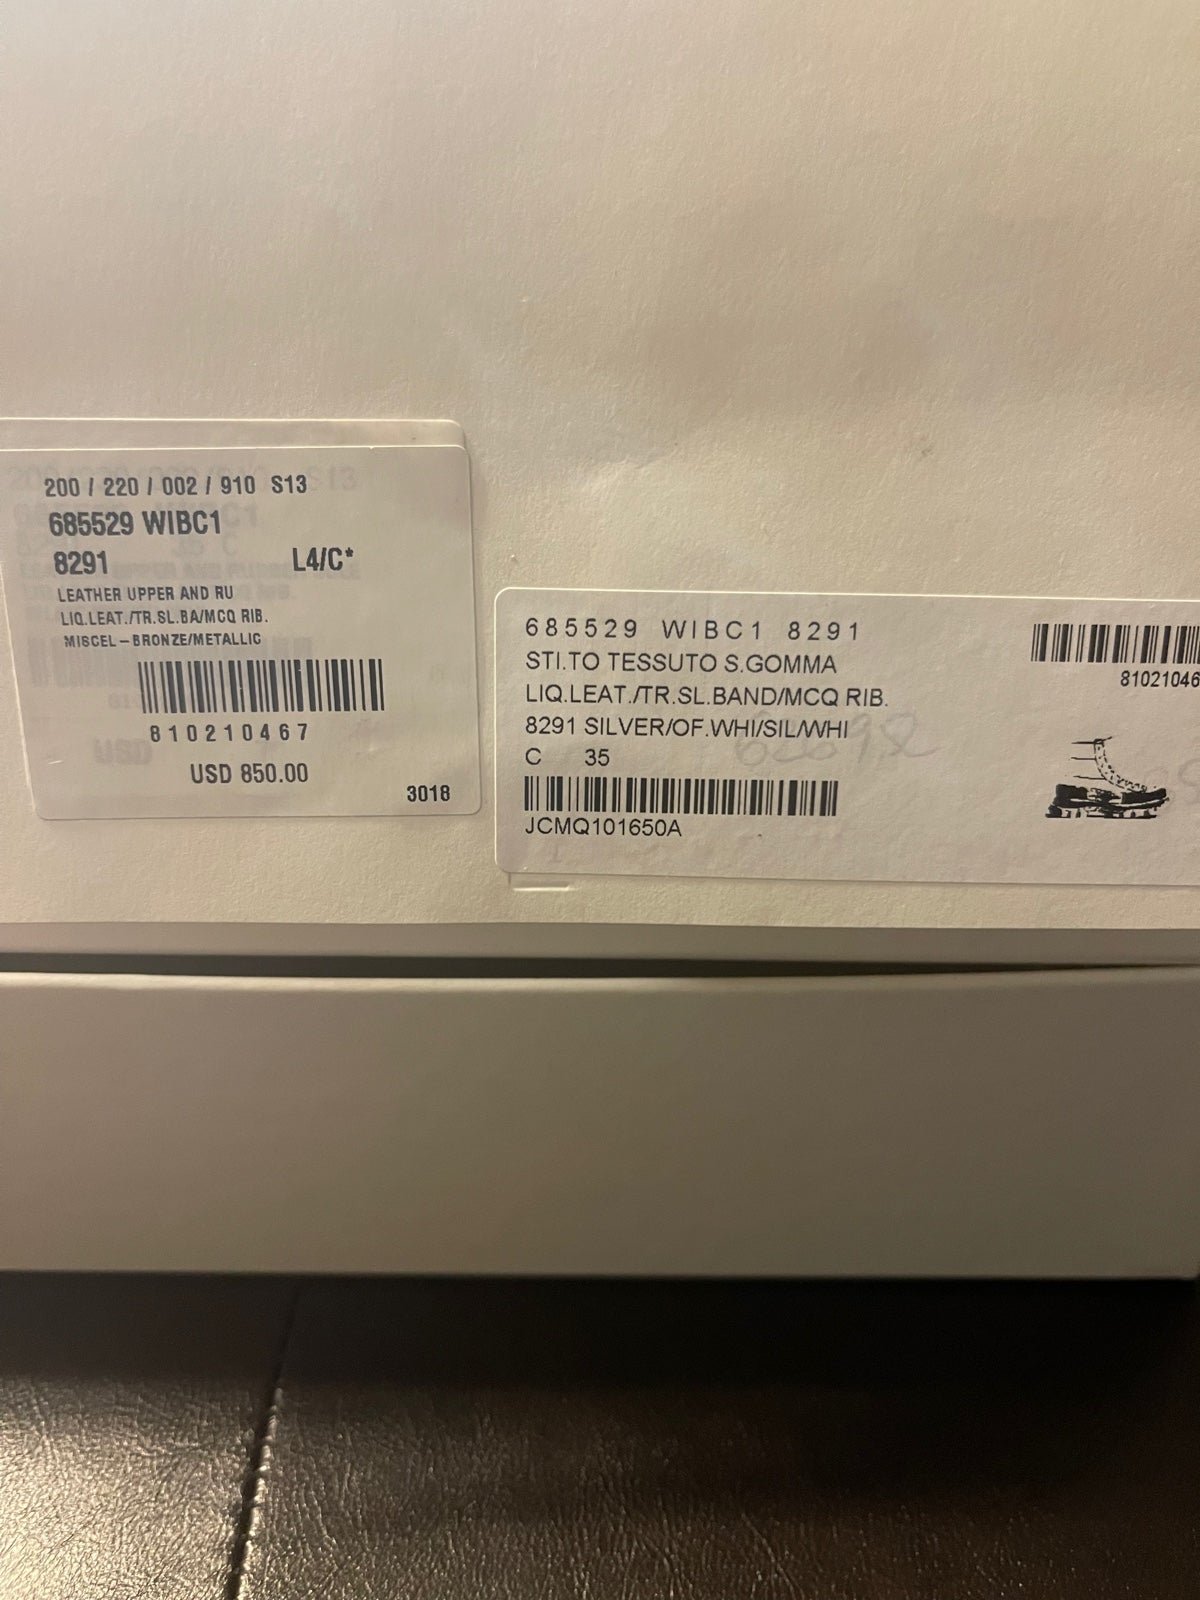 200 / 220 / 002 / 910 S13
685529 WIBC1
8291 L4/C*
LEATHER UPPER AND RU
LIQ.LEAT./TR.SL.BA/MCQ RIB.
MISCEL-BRONZE/METALLIC
810210467
USD 850.00
3018
685529 WIBC1 8291
STI.TO TESSUTO S.GOMMA
LIQ.LEAT./TR.SL.BAND/MCQ RIB.
8291 SILVER/OF.WHI/SIL/WHI
C 35
JCMQ101650A
81021046